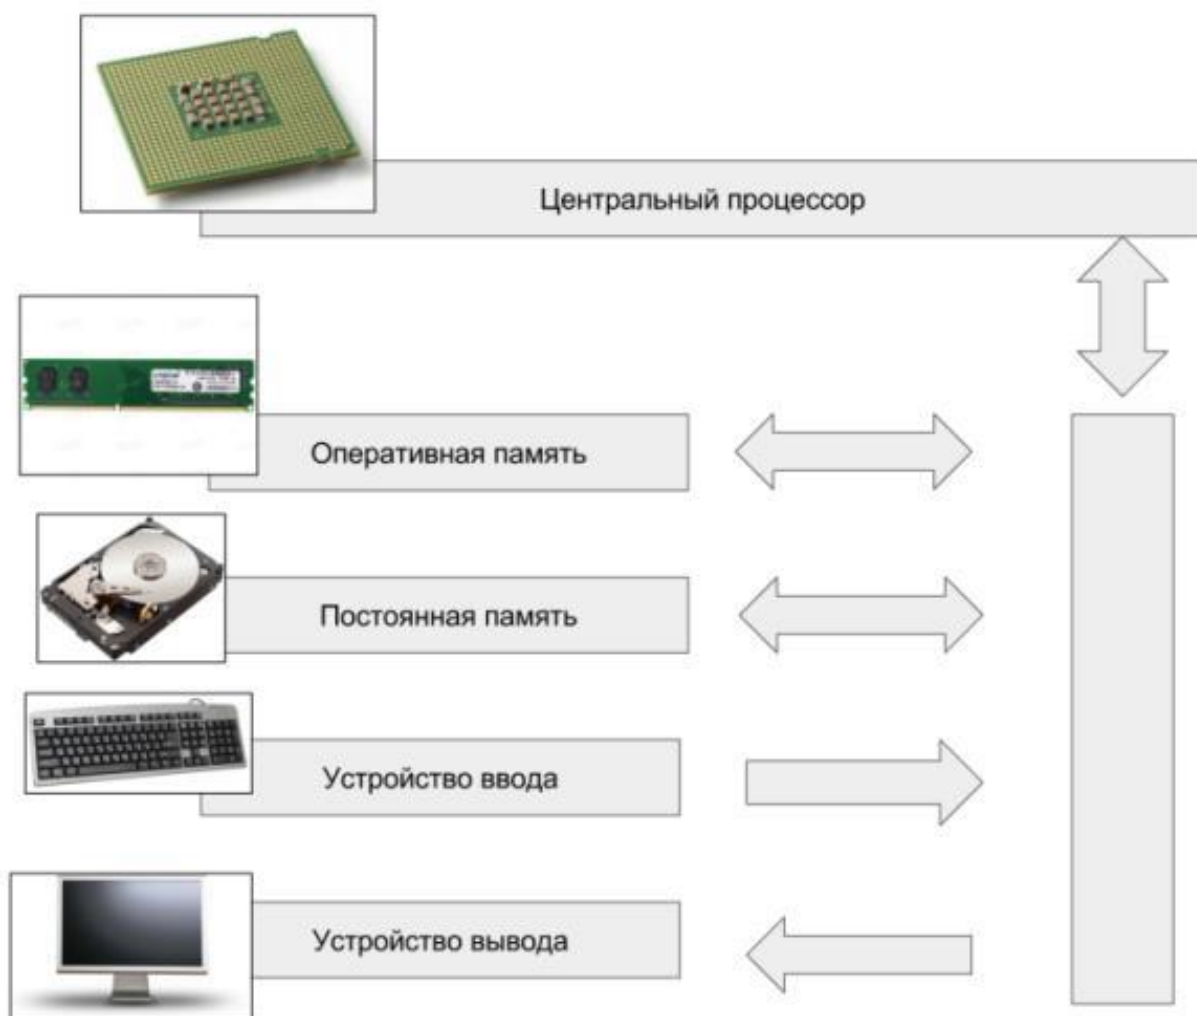 Центральный процессор
Оперативная память
Постоянная память
Устройство ввода
Устройство вывода